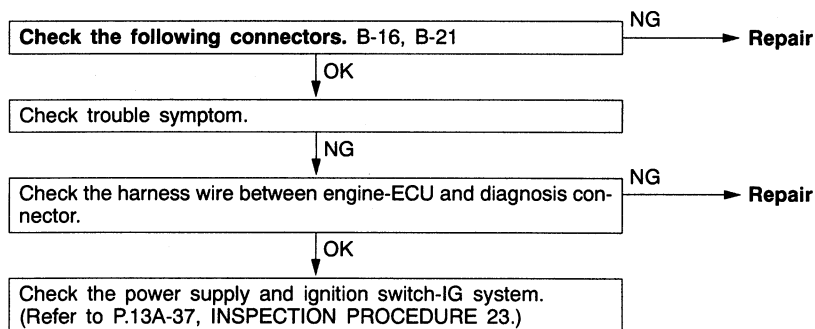 Check the following connectors. B-16, B-21
NG
Repair
OK
Check trouble symptom.
NG
Check the harness wire between engine-ECU and diagnosis con-
nector.
NG
Repair
OK
Check the power supply and ignition switch-IG system.
(Refer to P.13A-37, INSPECTION PROCEDURE 23.)